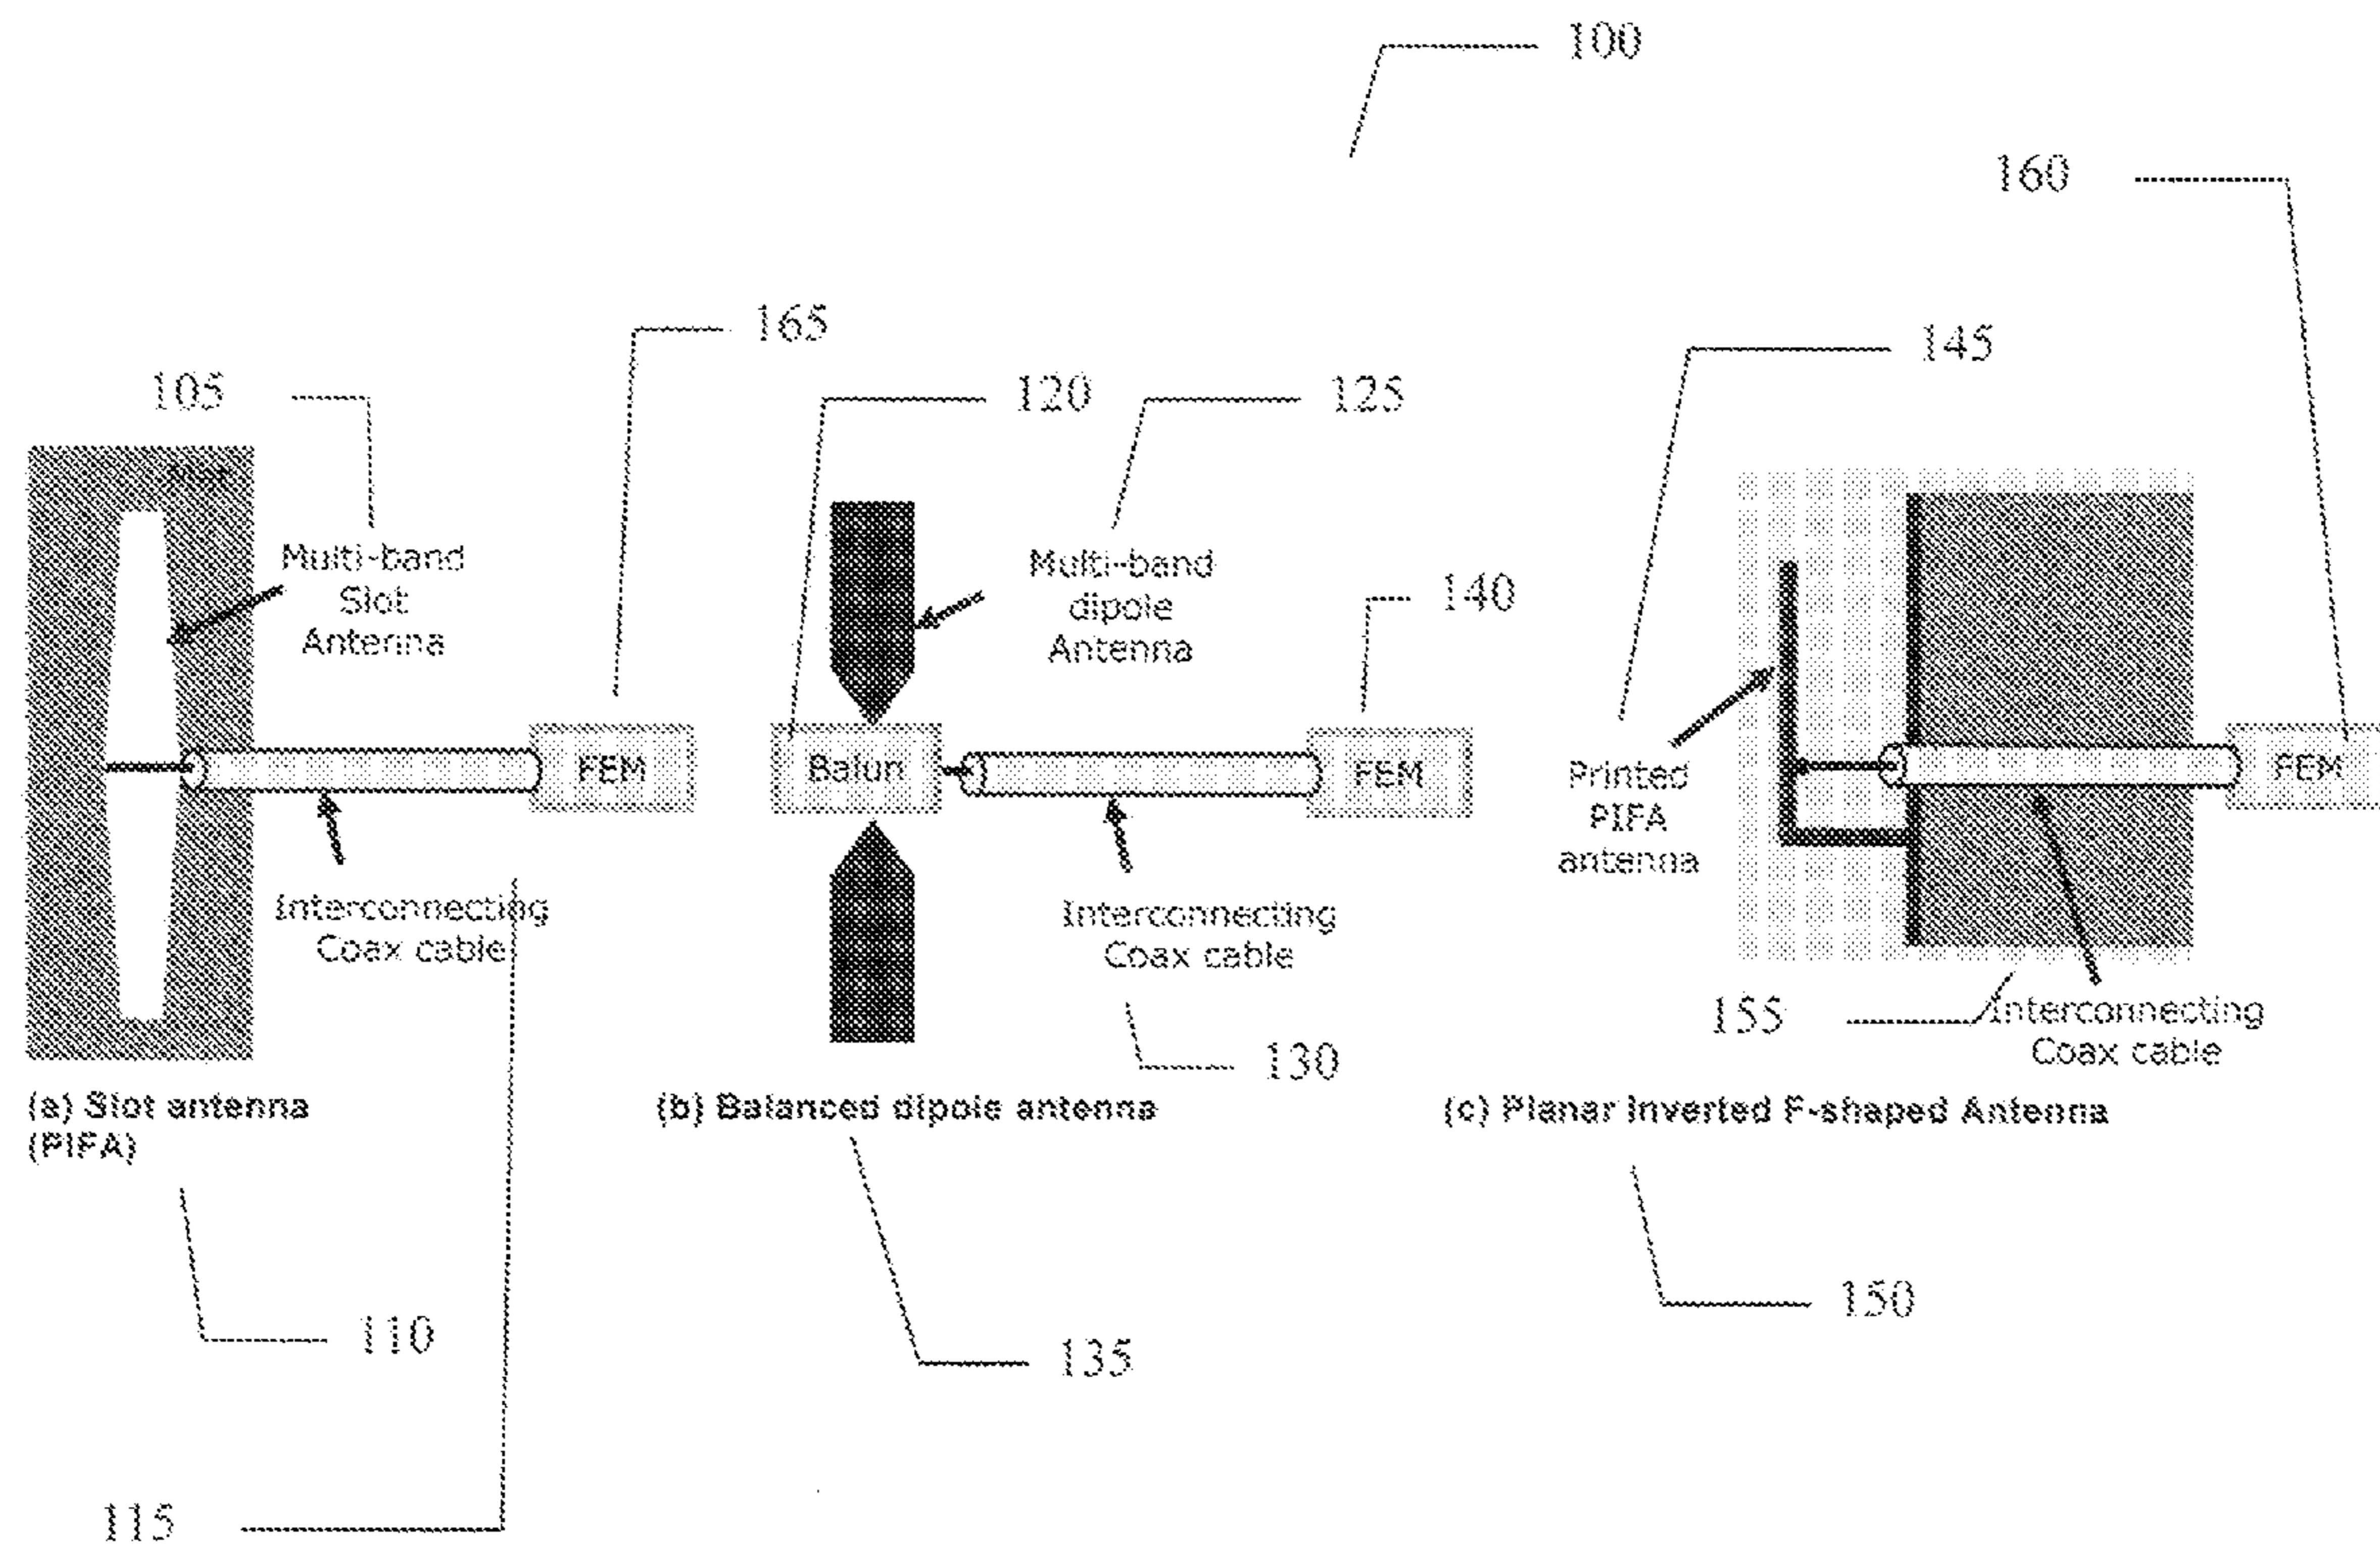 100
160
165
145
105
120
125
Multi-band
Slot
Antenna
Multi-band
dipole
Antenna
140
FEM
Balun
FEM
Printed
PIFA
antenna
FEM
Interconnecting
Coax cable
Interconnecting
Coax cable
155
Interconnecting
Coax cable
130
(a) Slot antenna
(PIFA)
(b) Balanced dipole antenna
(c) Planar Inverted F-shaped Antenna
110
135
150
115